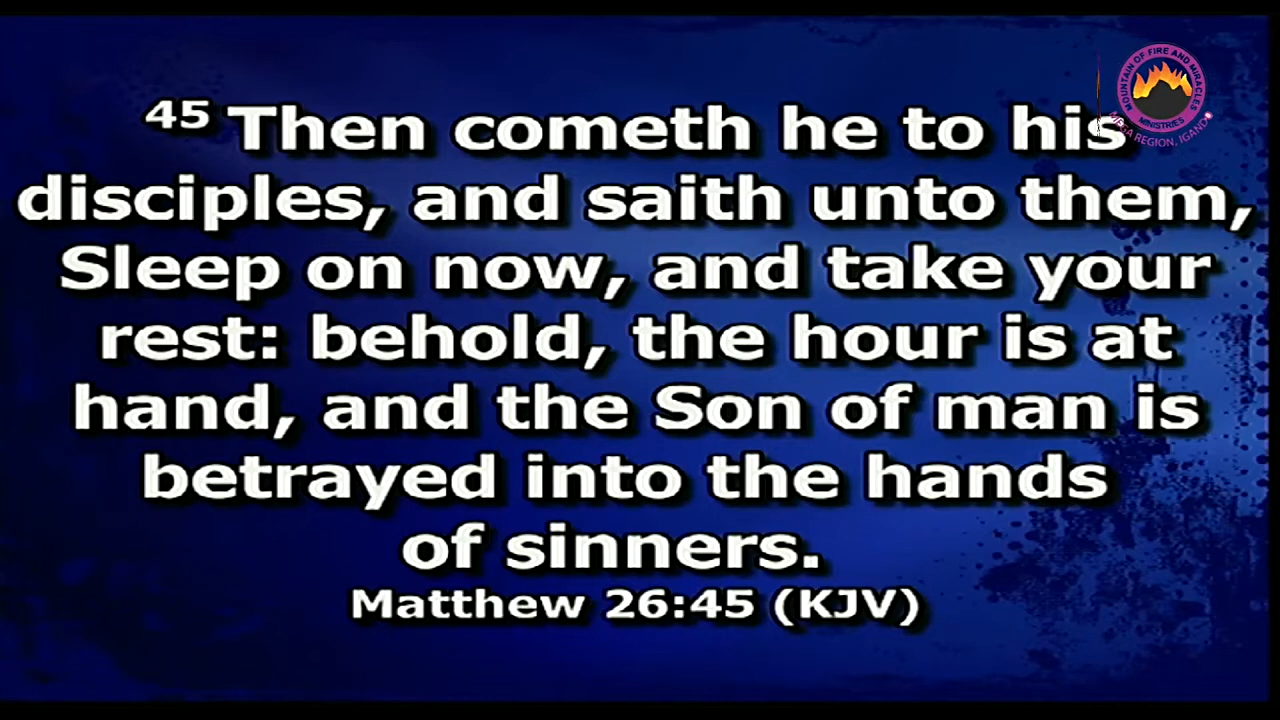 45 Then cometh he to his
disciples, and saith unto them,
Sleep on now, and take your
rest: behold, the hour is at
hand, and the Son of man is
betrayed into the hands
of sinners.
Matthew 26:45 (KJV)
MOUNTAIN OF FIRE AND MIRACLES
MINISTRIES
REGION, IGANDO